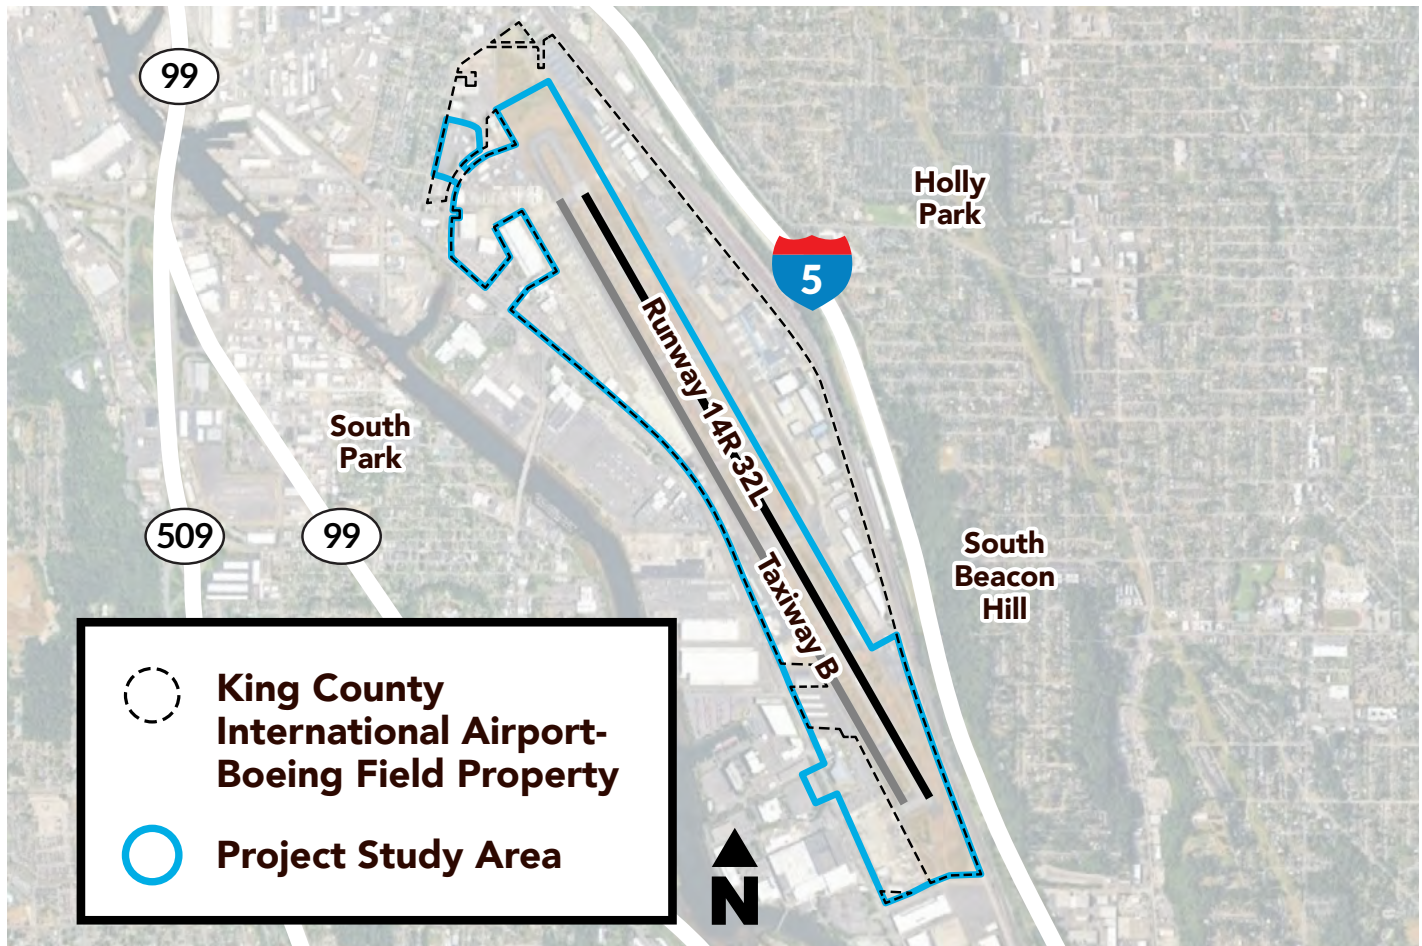 99
Holly
Park
5
Runway 14R-32L
South
Park
509
99
South
Beacon
Hill
Taxiway B
King County
International Airport-
Boeing Field Property
Project Study Area
N